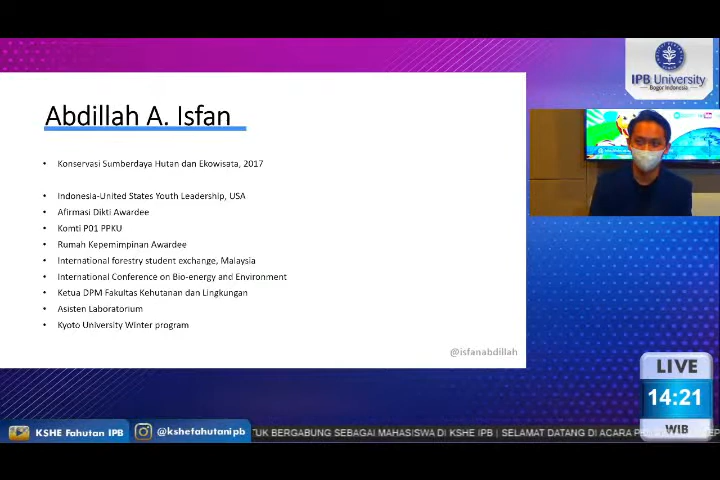 IPB University
Bogor Indonesia
Abdillah A. Isfan
• Konservasi Sumberdaya Hutan dan Ekowisata, 2017
• Indonesia-United States Youth Leadership, USA
• Afirmasi Dikti Awardee
• Komti P01 PPKU
• Rumah Kepemimpinan Awardee
• International forestry student exchange, Malaysia
• International Conference on Bio-energy and Environment
• Ketua DPM Fakultas Kehutanan dan Lingkungan
• Asisten Laboratorium
• Kyoto University Winter program
@isfanabdillah
LIVE
14:21
WIB
KSHE Fahutan IPB
@kshefahutanipb
TUK BERGABUNG SEBAGAI MAHASISWA DI KSHE IPB | SELAMAT DATANG DI ACARA